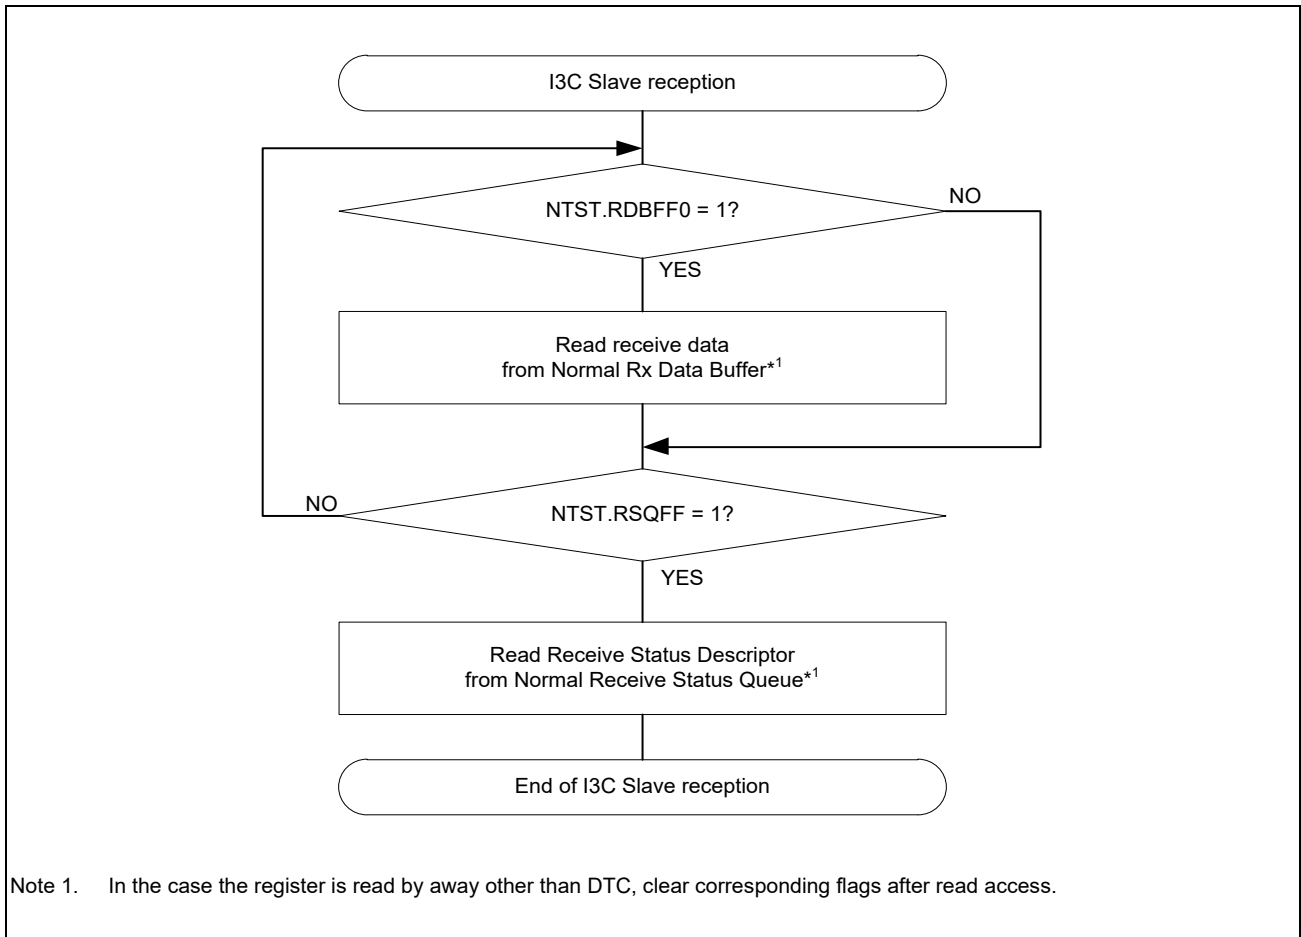 I3C Slave reception
NTST.RDBFF0 = 1?
NO
YES
Read receive data
from Normal Rx Data Buffer*1
NO
NTST.RSQFF = 1?
YES
Read Receive Status Descriptor
from Normal Receive Status Queue*1
End of I3C Slave reception
Note 1. In the case the register is read by away other than DTC, clear corresponding flags after read access.